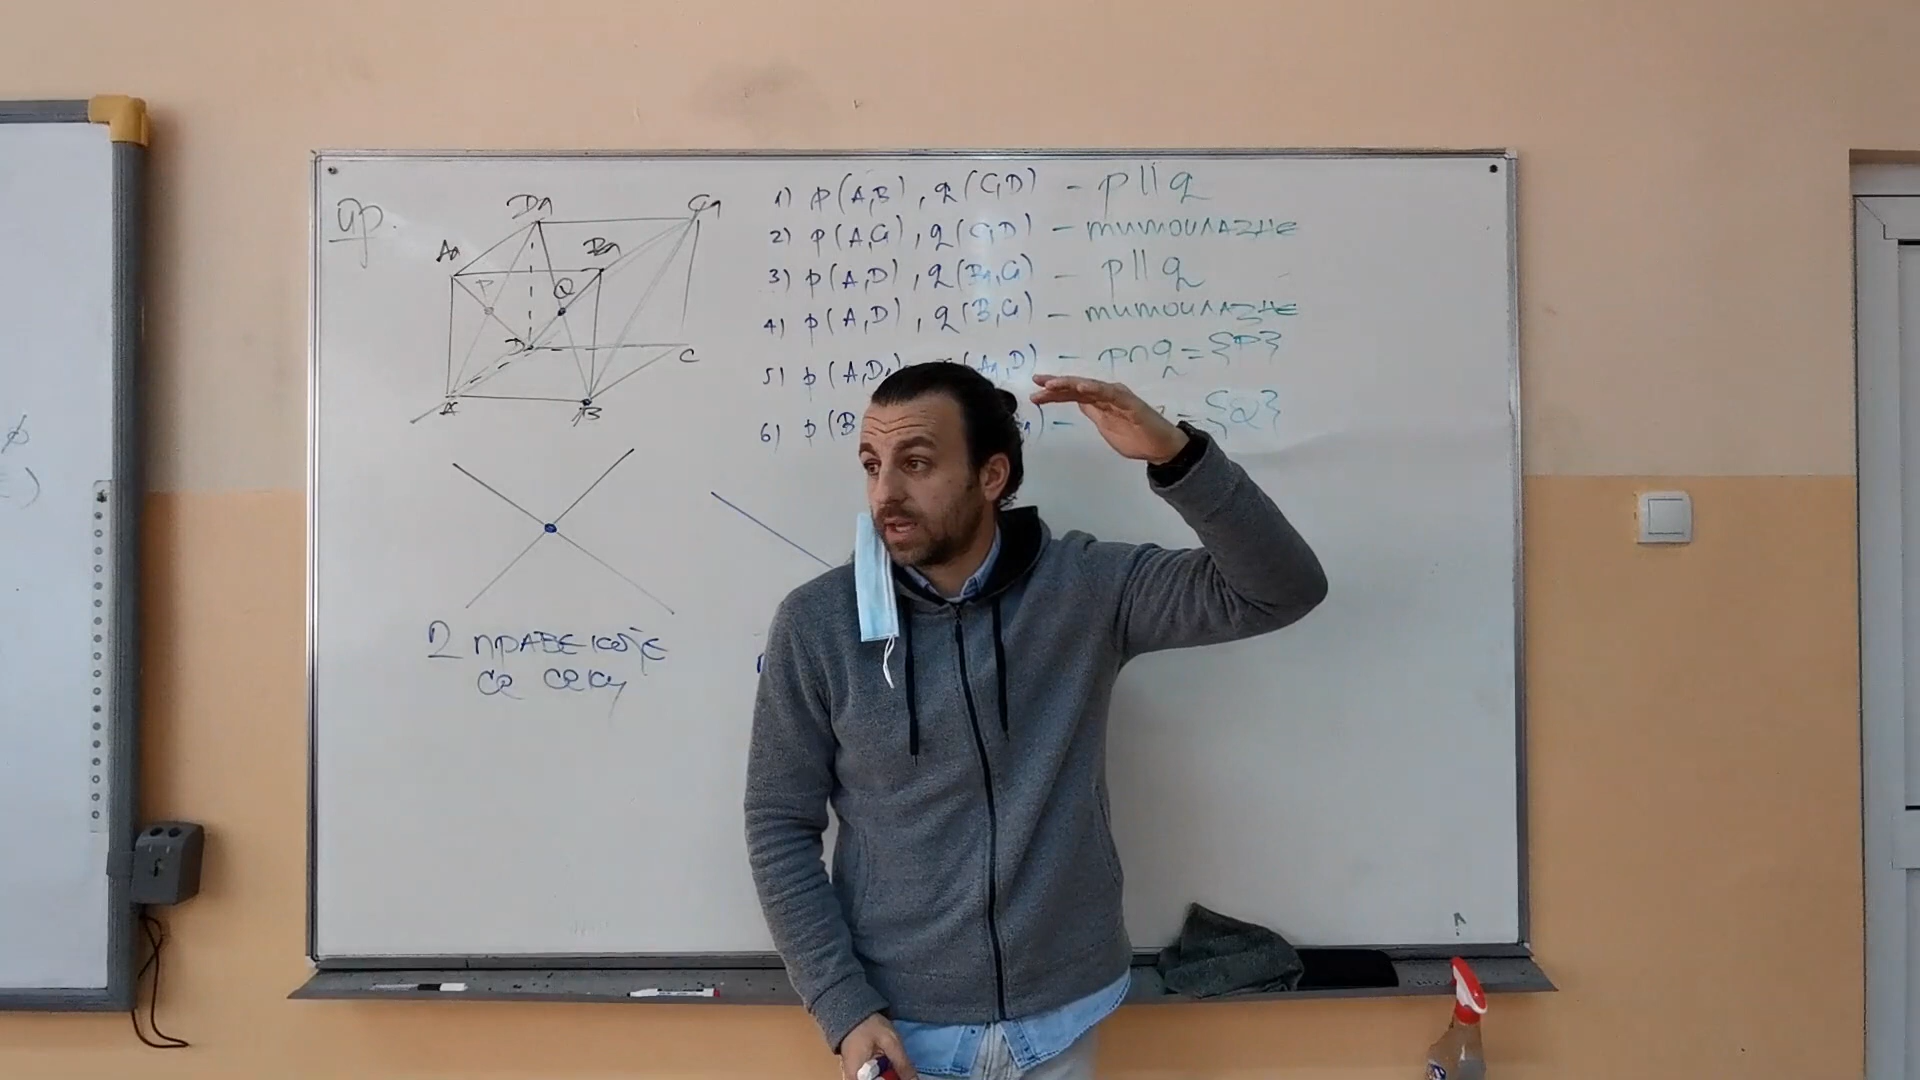 Пр.
D1 C1
A1 B1
P Q
D C
A B
1) p(A,B), q(C,D) - p||q
2) p(A,C), q(C,D) - мимоилазне
3) p(A,D), q(B1,C1) - p||q
4) p(A,D), q(B,C1) - мимоилазне
5) p(A,D1) (A1,D) - p∩q={P}
6) p(B = {Q}
2 ПРАВЕ КОЈЕ
СЕ СЕКУ